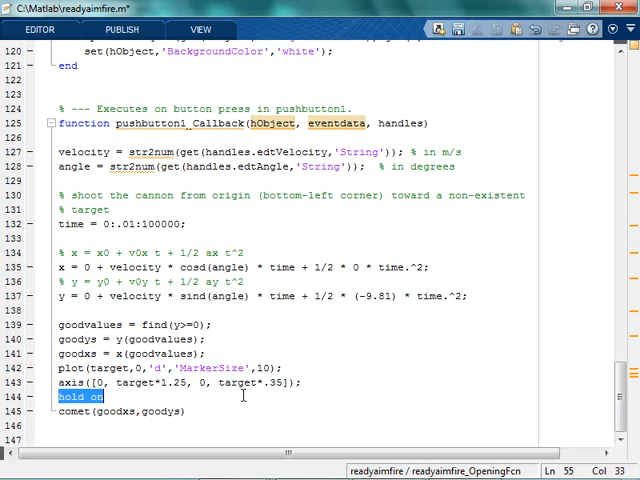 C:\Matlab\readyaimfire.m*
EDITOR PUBLISH VIEW
120
121 set(hObject,'BackgroundColor','white');
122 end
123
124 % --- Executes on button press in pushbutton1.
125 function pushbutton1_Callback(hObject, eventdata, handles)
126
127 velocity = str2num(get(handles.edtVelocity,'String')); % in m/s
128 angle = str2num(get(handles.edtAngle,'String')); % in degrees
129
130 % shoot the cannon from origin (bottom-left corner) toward a non-existent
131 % target
132 time = 0:.01:100000;
133
134 % x = x0 + v0x t + 1/2 ax t^2
135 x = 0 + velocity * cosd(angle) * time + 1/2 * 0 * time.^2;
136 % y = y0 + v0y t + 1/2 ay t^2
137 y = 0 + velocity * sind(angle) * time + 1/2 * (-9.81) * time.^2;
138
139 goodvalues = find(y>=0);
140 goodys = y(goodvalues);
141 goodxs = x(goodvalues);
142 plot(target,0,'d','MarkerSize',10);
143 axis([0, target*1.25, 0, target*.35]);
144 hold on
145 comet(goodxs,goodys)
146
147
readyaimfire / readyaimfire_OpeningFcn Ln 55 Col 33